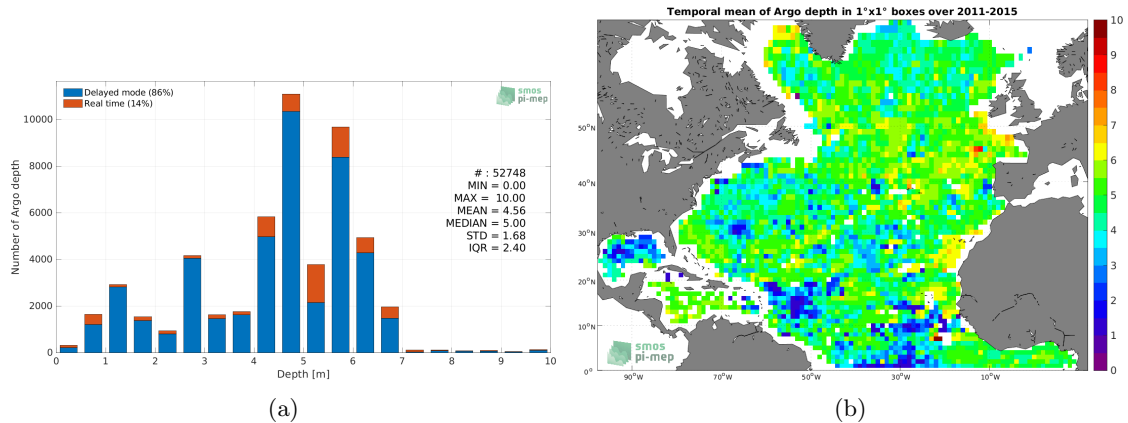 Delayed mode (86%)
Real time (14%)
smos
pi-mep
Number of Argo depth
10000
8000
6000
4000
2000
0
# : 52748
MIN = 0.00
MAX = 10.00
MEAN = 4.56
MEDIAN = 5.00
STD = 1.68
IQR = 2.40
0 1 2 3 4 5 6 7 8 9 10
Depth [m]
(a)
Temporal mean of Argo depth in 1°x1° boxes over 2011-2015
50°N
40°N
30°N
20°N
10°N
0°
90°W 70°W 50°W 30°W 10°W
smos
pi-mep
10
9
8
7
6
5
4
3
2
1
0
(b)